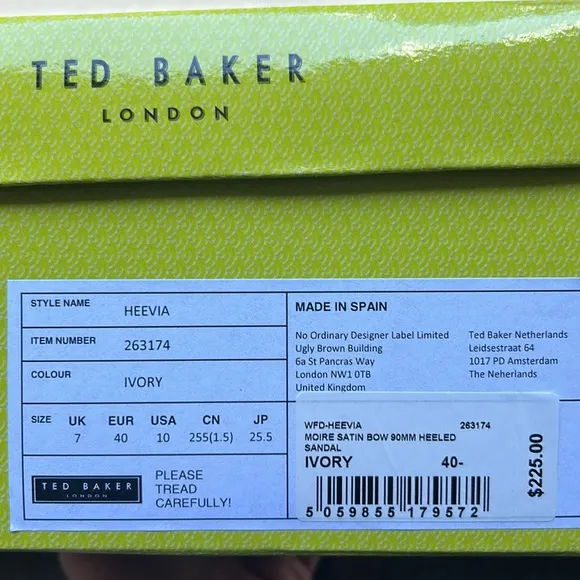 TED BAKER
LONDON
STYLE NAME HEEVIA
ITEM NUMBER 263174
COLOUR IVORY
SIZE UK EUR USA CN JP
7 40 10 255(1.5) 25.5
TED BAKER
LONDON
PLEASE
TREAD
CAREFULLY!
MADE IN SPAIN
No Ordinary Designer Label Limited
Ugly Brown Building
6a St Pancras Way
London NW1 0TB
United Kingdom
Ted Baker Netherlands
Leidsestraat 64
1017 PD Amsterdam
The Neherlands
WFD-HEEVIA 263174
MOIRE SATIN BOW 90MM HEELED
SANDAL
IVORY 40-
5 059855 179572
$225.00